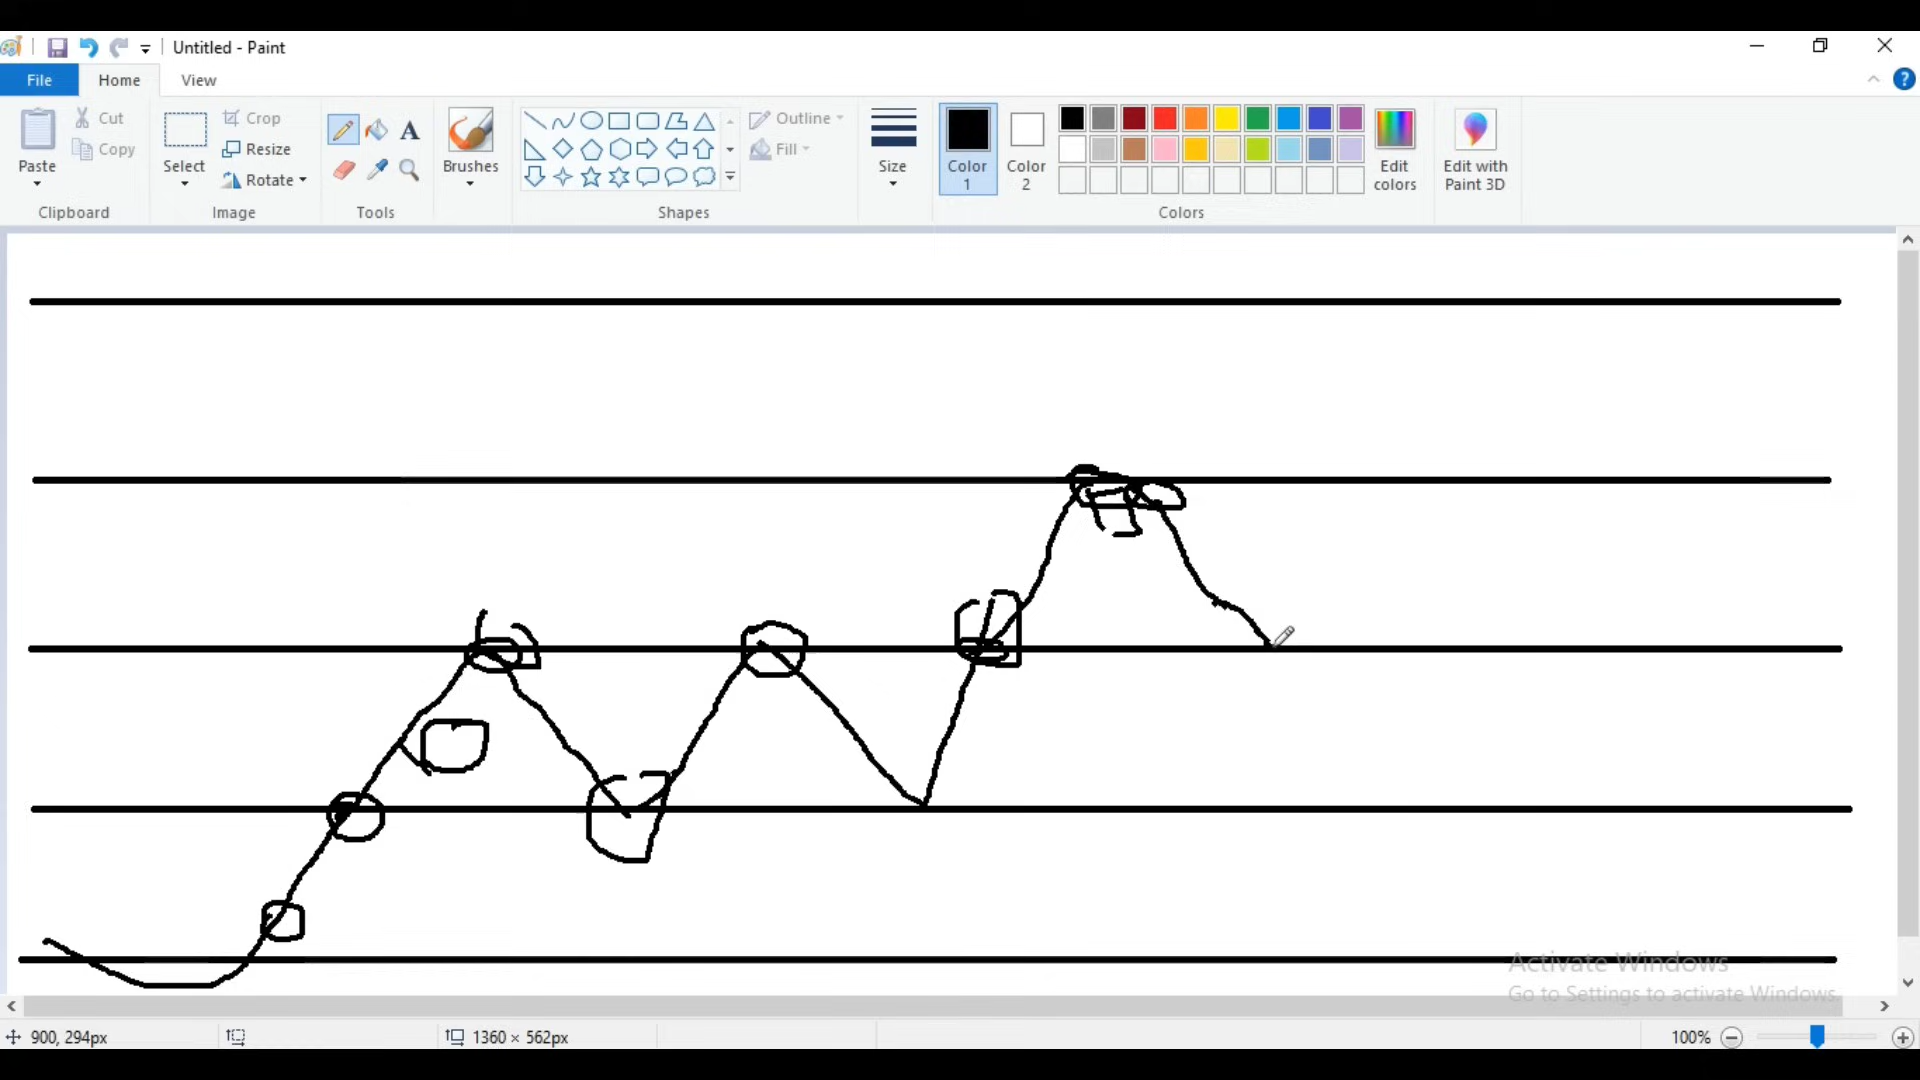 Untitled - Paint
File Home View
Paste Cut Copy Clipboard
Select Crop Resize Rotate Image
Tools
Brushes
Outline Fill Shapes
Size
Color 1 Color 2 Edit colors Colors
Edit with Paint 3D
Activate Windows
Go to Settings to activate Windows.
900, 294px 1360 × 562px 100%